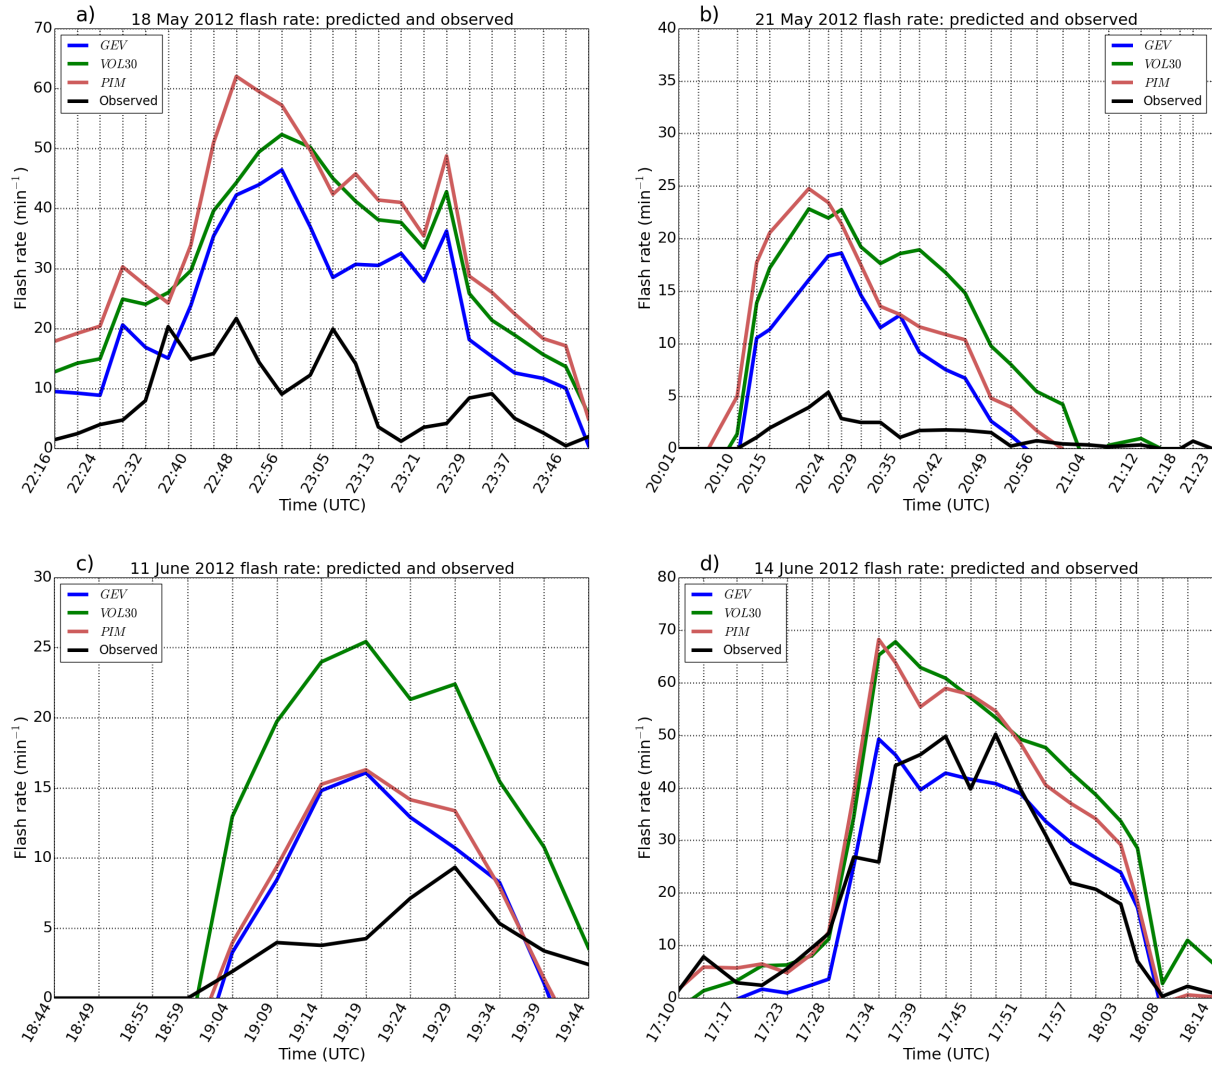 a)
18 May 2012 flash rate: predicted and observed
70
60
50
40
30
20
10
0
Flash rate (min⁻¹)
GEV
VOL30
PIM
Observed
22:16
22:24
22:32
22:40
22:48
22:56
23:05
23:13
23:21
23:29
23:37
23:46
Time (UTC)
b)
21 May 2012 flash rate: predicted and observed
40
35
30
25
20
15
10
5
0
Flash rate (min⁻¹)
GEV
VOL30
PIM
Observed
20:01
20:10
20:15
20:24
20:29
20:35
20:42
20:49
20:56
21:04
21:12
21:18
21:23
Time (UTC)
c)
11 June 2012 flash rate: predicted and observed
30
25
20
15
10
5
0
Flash rate (min⁻¹)
GEV
VOL30
PIM
Observed
18:44
18:49
18:55
18:59
19:04
19:09
19:14
19:19
19:24
19:29
19:34
19:39
19:44
Time (UTC)
d)
14 June 2012 flash rate: predicted and observed
80
70
60
50
40
30
20
10
0
Flash rate (min⁻¹)
GEV
VOL30
PIM
Observed
17:10
17:17
17:23
17:28
17:34
17:39
17:45
17:51
17:57
18:03
18:08
18:14
Time (UTC)